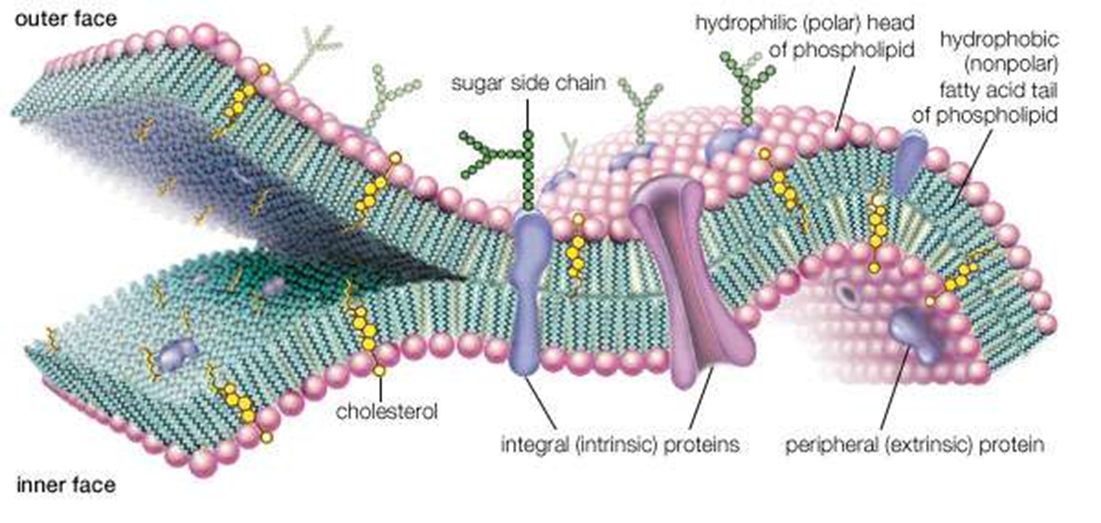 outer face
hydrophilic (polar) head
of phospholipid
hydrophobic
(nonpolar)
fatty acid tail
of phospholipid
sugar side chain
cholesterol
integral (intrinsic) proteins
peripheral (extrinsic) protein
inner face